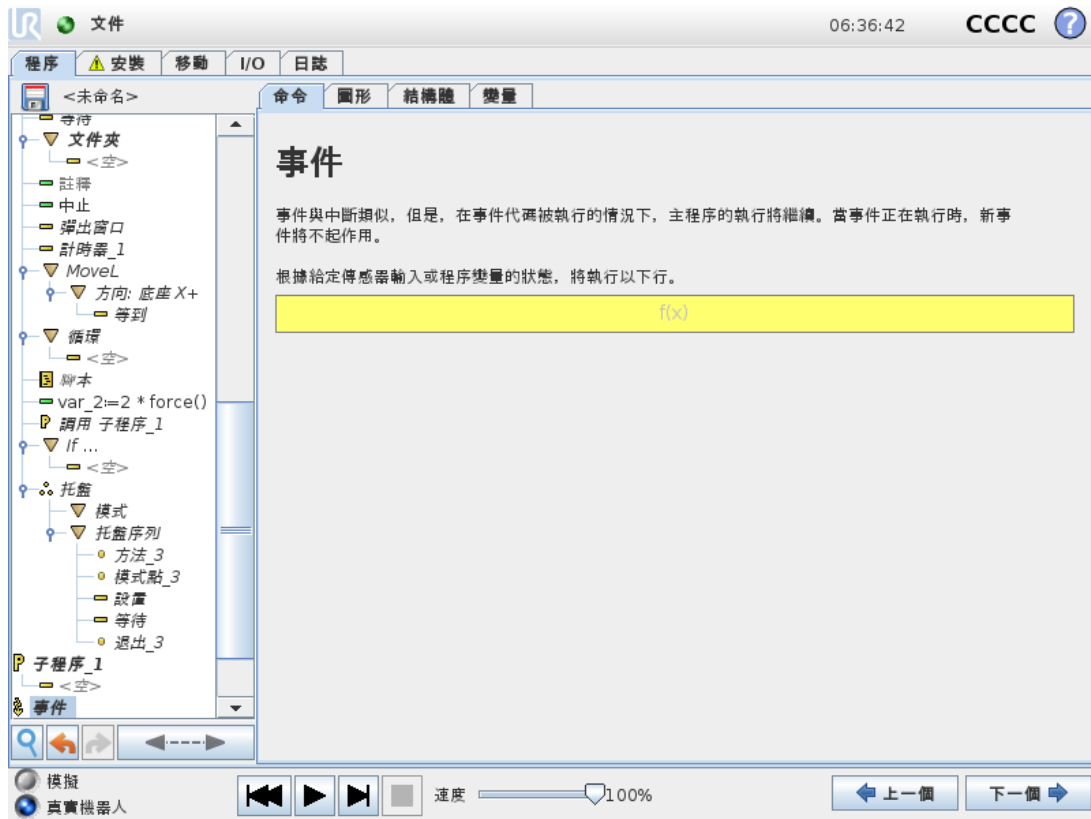 UR 文件 06:36:42 CCCC ?
程序 安裝 移動 I/O 日誌
<未命名>
等待
文件夾
<空>
註釋
中止
彈出窗口
計時器_1
MoveL
方向: 底座 X+
等到
循環
<空>
腳本
var_2≔2 * force()
P 調用 子程序_1
If ...
<空>
托盤
模式
托盤序列
方法_3
模式點_3
設置
等待
退出_3
P 子程序_1
<空>
事件
命令 圖形 結構體 變量
事件
事件與中斷類似，但是，在事件代碼被執行的情況下，主程序的執行將繼續。當事件正在執行時，新事
件將不起作用。
根據給定傳感器輸入或程序變量的狀態，將執行以下行。
f(x)
模擬
真實機器人
速度 100%
上一個 下一個